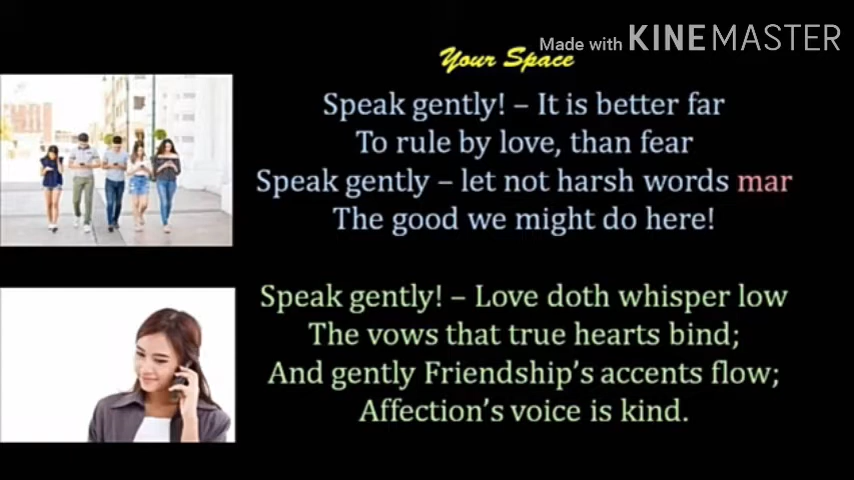 Your Space
Made with KINEMASTER
Speak gently! – It is better far
To rule by love, than fear
Speak gently – let not harsh words mar
The good we might do here!
Speak gently! – Love doth whisper low
The vows that true hearts bind;
And gently Friendship's accents flow;
Affection's voice is kind.